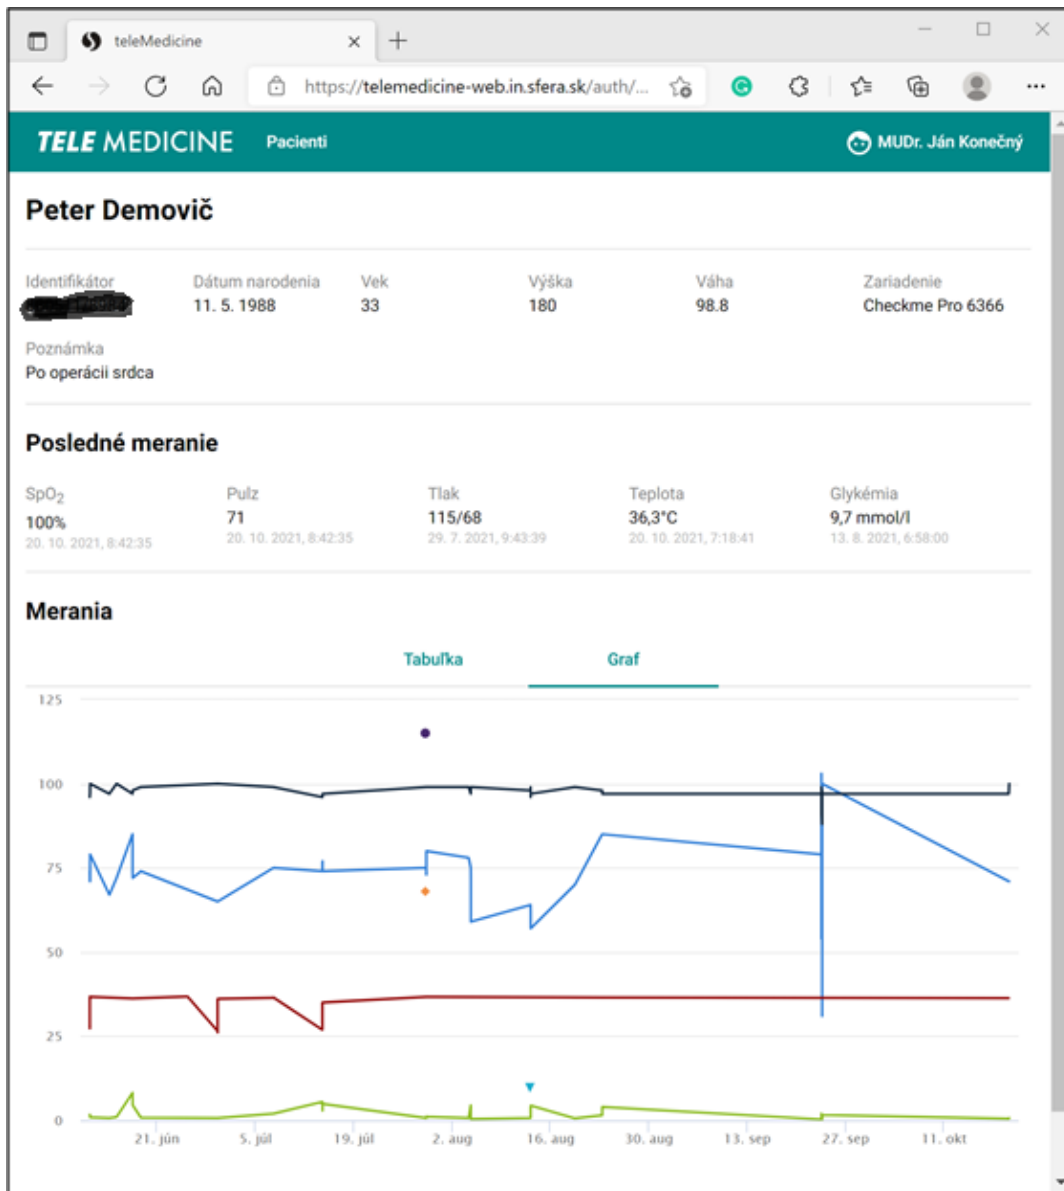 teleMedicine
https://telemedicine-web.in.sfera.sk/auth/...
TELE MEDICINE Pacienti MUDr. Ján Konečný
Peter Demovič
Identifikátor Dátum narodenia Vek Výška Váha Zariadenie
11. 5. 1988 33 180 98.8 Checkme Pro 6366
Poznámka
Po operácii srdca
Posledné meranie
SpO2 Pulz Tlak Teplota Glykémia
100% 71 115/68 36,3°C 9,7 mmol/l
20. 10. 2021, 8:42:35 20. 10. 2021, 8:42:35 29. 7. 2021, 9:43:39 20. 10. 2021, 7:18:41 13. 8. 2021, 6:58:00
Merania
Tabuľka Graf
125
100
75
50
25
0
21. jún 5. júl 19. júl 2. aug 16. aug 30. aug 13. sep 27. sep 11. okt